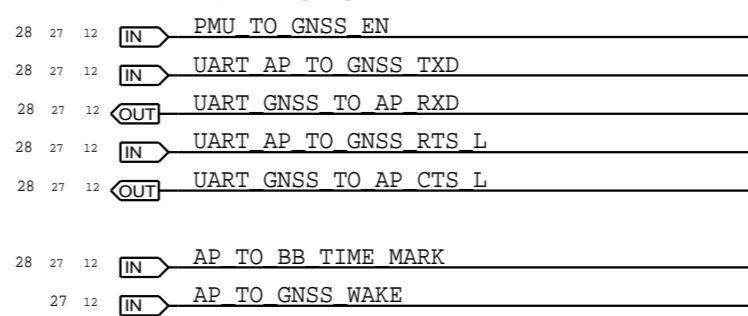 28 27 12 IN PMU_TO_GNSS_EN
28 27 12 IN UART_AP_TO_GNSS_TXD
28 27 12 OUT UART_GNSS_TO_AP_RXD
28 27 12 IN UART_AP_TO_GNSS_RTS_L
28 27 12 OUT UART_GNSS_TO_AP_CTS_L
28 27 12 IN AP_TO_BB_TIME_MARK
27 12 IN AP_TO_GNSS_WAKE